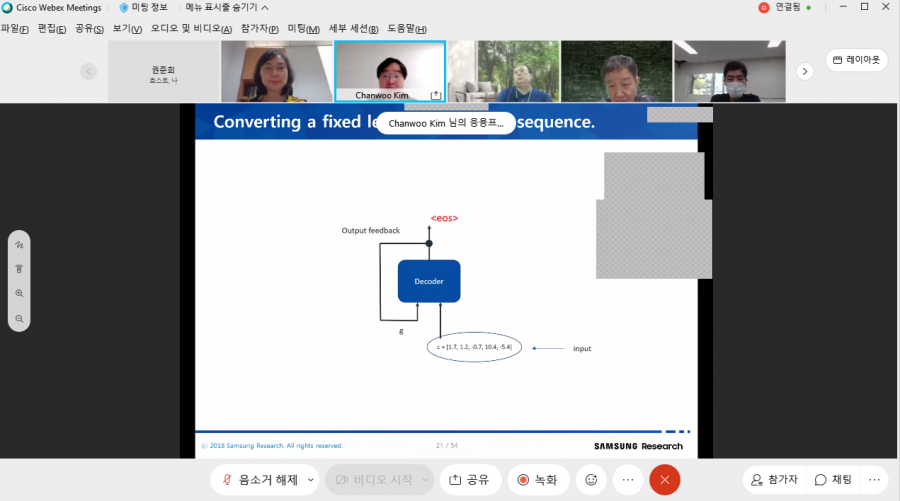 Cisco Webex Meetings 미팅 정보 메뉴 표시줄 숨기기 연결됨
파일(F) 편집(E) 공유(S) 보기(V) 오디오 및 비디오(A) 참가자(P) 미팅(M) 세부 세션(B) 도움말(H)
권준희
호스트, 나
Chanwoo Kim
레이아웃
Converting a fixed le
Chanwoo Kim 님의 응용프...
sequence.
<eos>
Output feedback
Decoder
g
c = [1.7, 1.2, -0.7, 10.4, -5.4]
input
© 2018 Samsung Research. All rights reserved.
21 / 54
SAMSUNG Research
음소거 해제 비디오 시작 공유 녹화 참가자 채팅